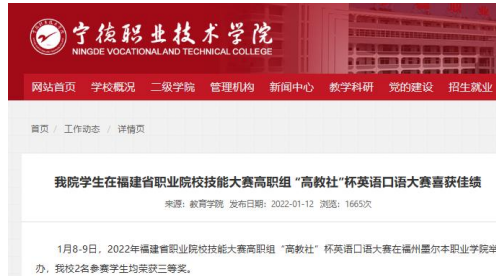 宁德职业技术学院
NINGDE VOCATIONALAND TECHNICAL COLLEGE
网站首页 学校概况 二级学院 管理机构 新闻中心 教学科研 党的建设 招生就业
首页 / 工作动态 / 详情页
我院学生在福建省职业院校技能大赛高职组 “高教社”杯英语口语大赛喜获佳绩
来源：教育学院 发布日期：2022-01-12 浏览：1665次
1月8-9日，2022年福建省职业院校技能大赛高职组 “高教社” 杯英语口语大赛在福州墨尔本职业学院举
办，我校2名参赛学生均荣获三等奖。